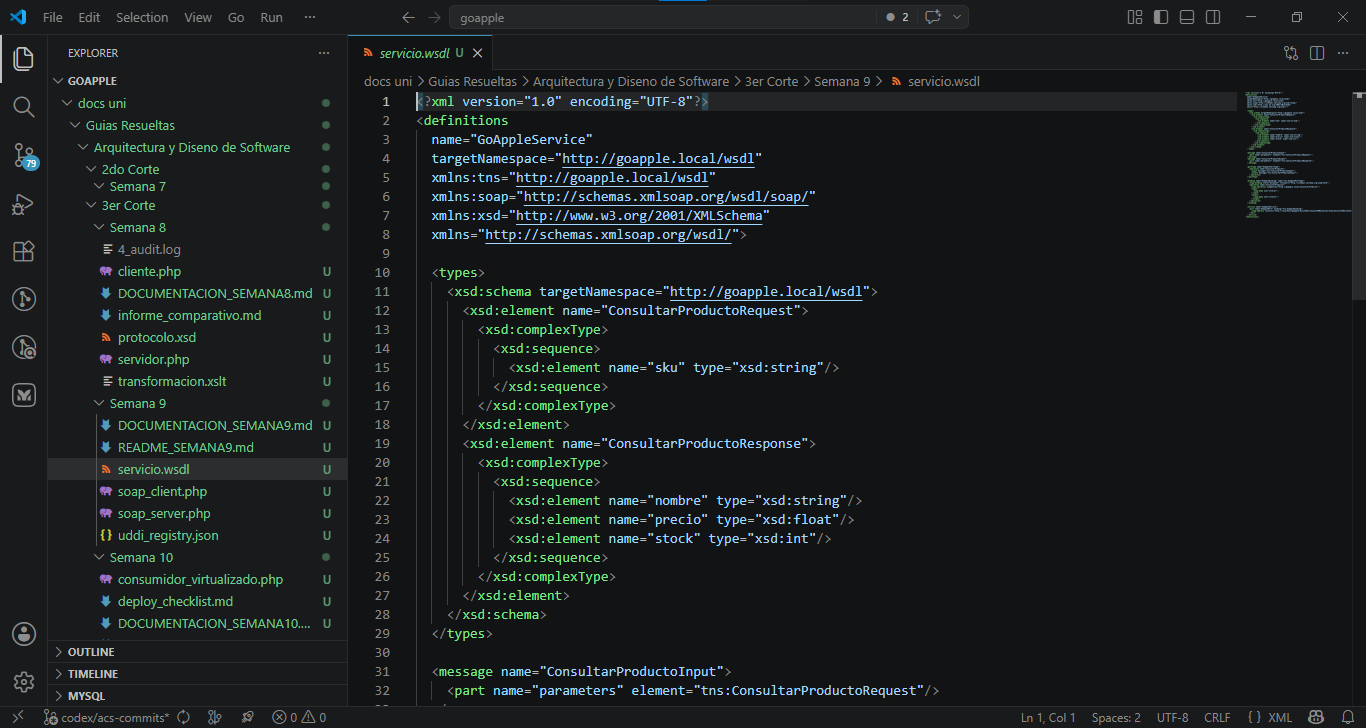 File Edit Selection View Go Run ···
goapple
2
EXPLORER
GOAPPLE
docs uni
Guias Resueltas
Arquitectura y Diseno de Software
2do Corte
Semana 7
3er Corte
Semana 8
4_audit.log
cliente.php U
DOCUMENTACION_SEMANA8.md U
informe_comparativo.md U
protocolo.xsd U
servidor.php U
transformacion.xslt U
Semana 9
DOCUMENTACION_SEMANA9.md U
README_SEMANA9.md U
servicio.wsdl U
soap_client.php U
soap_server.php U
{} uddi_registry.json U
Semana 10
consumidor_virtualizado.php U
deploy_checklist.md U
DOCUMENTACION_SEMANA10.... U
OUTLINE
TIMELINE
MYSQL
79
servicio.wsdl U
docs uni > Guias Resueltas > Arquitectura y Diseno de Software > 3er Corte > Semana 9 > servicio.wsdl
1 <?xml version="1.0" encoding="UTF-8"?>
2 <definitions
3 name="GoAppleService"
4 targetNamespace="http://goapple.local/wsdl"
5 xmlns:tns="http://goapple.local/wsdl"
6 xmlns:soap="http://schemas.xmlsoap.org/wsdl/soap/"
7 xmlns:xsd="http://www.w3.org/2001/XMLSchema"
8 xmlns="http://schemas.xmlsoap.org/wsdl/">
9
10 <types>
11 <xsd:schema targetNamespace="http://goapple.local/wsdl">
12 <xsd:element name="ConsultarProductoRequest">
13 <xsd:complexType>
14 <xsd:sequence>
15 <xsd:element name="sku" type="xsd:string"/>
16 </xsd:sequence>
17 </xsd:complexType>
18 </xsd:element>
19 <xsd:element name="ConsultarProductoResponse">
20 <xsd:complexType>
21 <xsd:sequence>
22 <xsd:element name="nombre" type="xsd:string"/>
23 <xsd:element name="precio" type="xsd:float"/>
24 <xsd:element name="stock" type="xsd:int"/>
25 </xsd:sequence>
26 </xsd:complexType>
27 </xsd:element>
28 </xsd:schema>
29 </types>
30
31 <message name="ConsultarProductoInput">
32 <part name="parameters" element="tns:ConsultarProductoRequest"/>
codex/acs-commits* 0 0 Ln 1, Col 1 Spaces: 2 UTF-8 CRLF {} XML